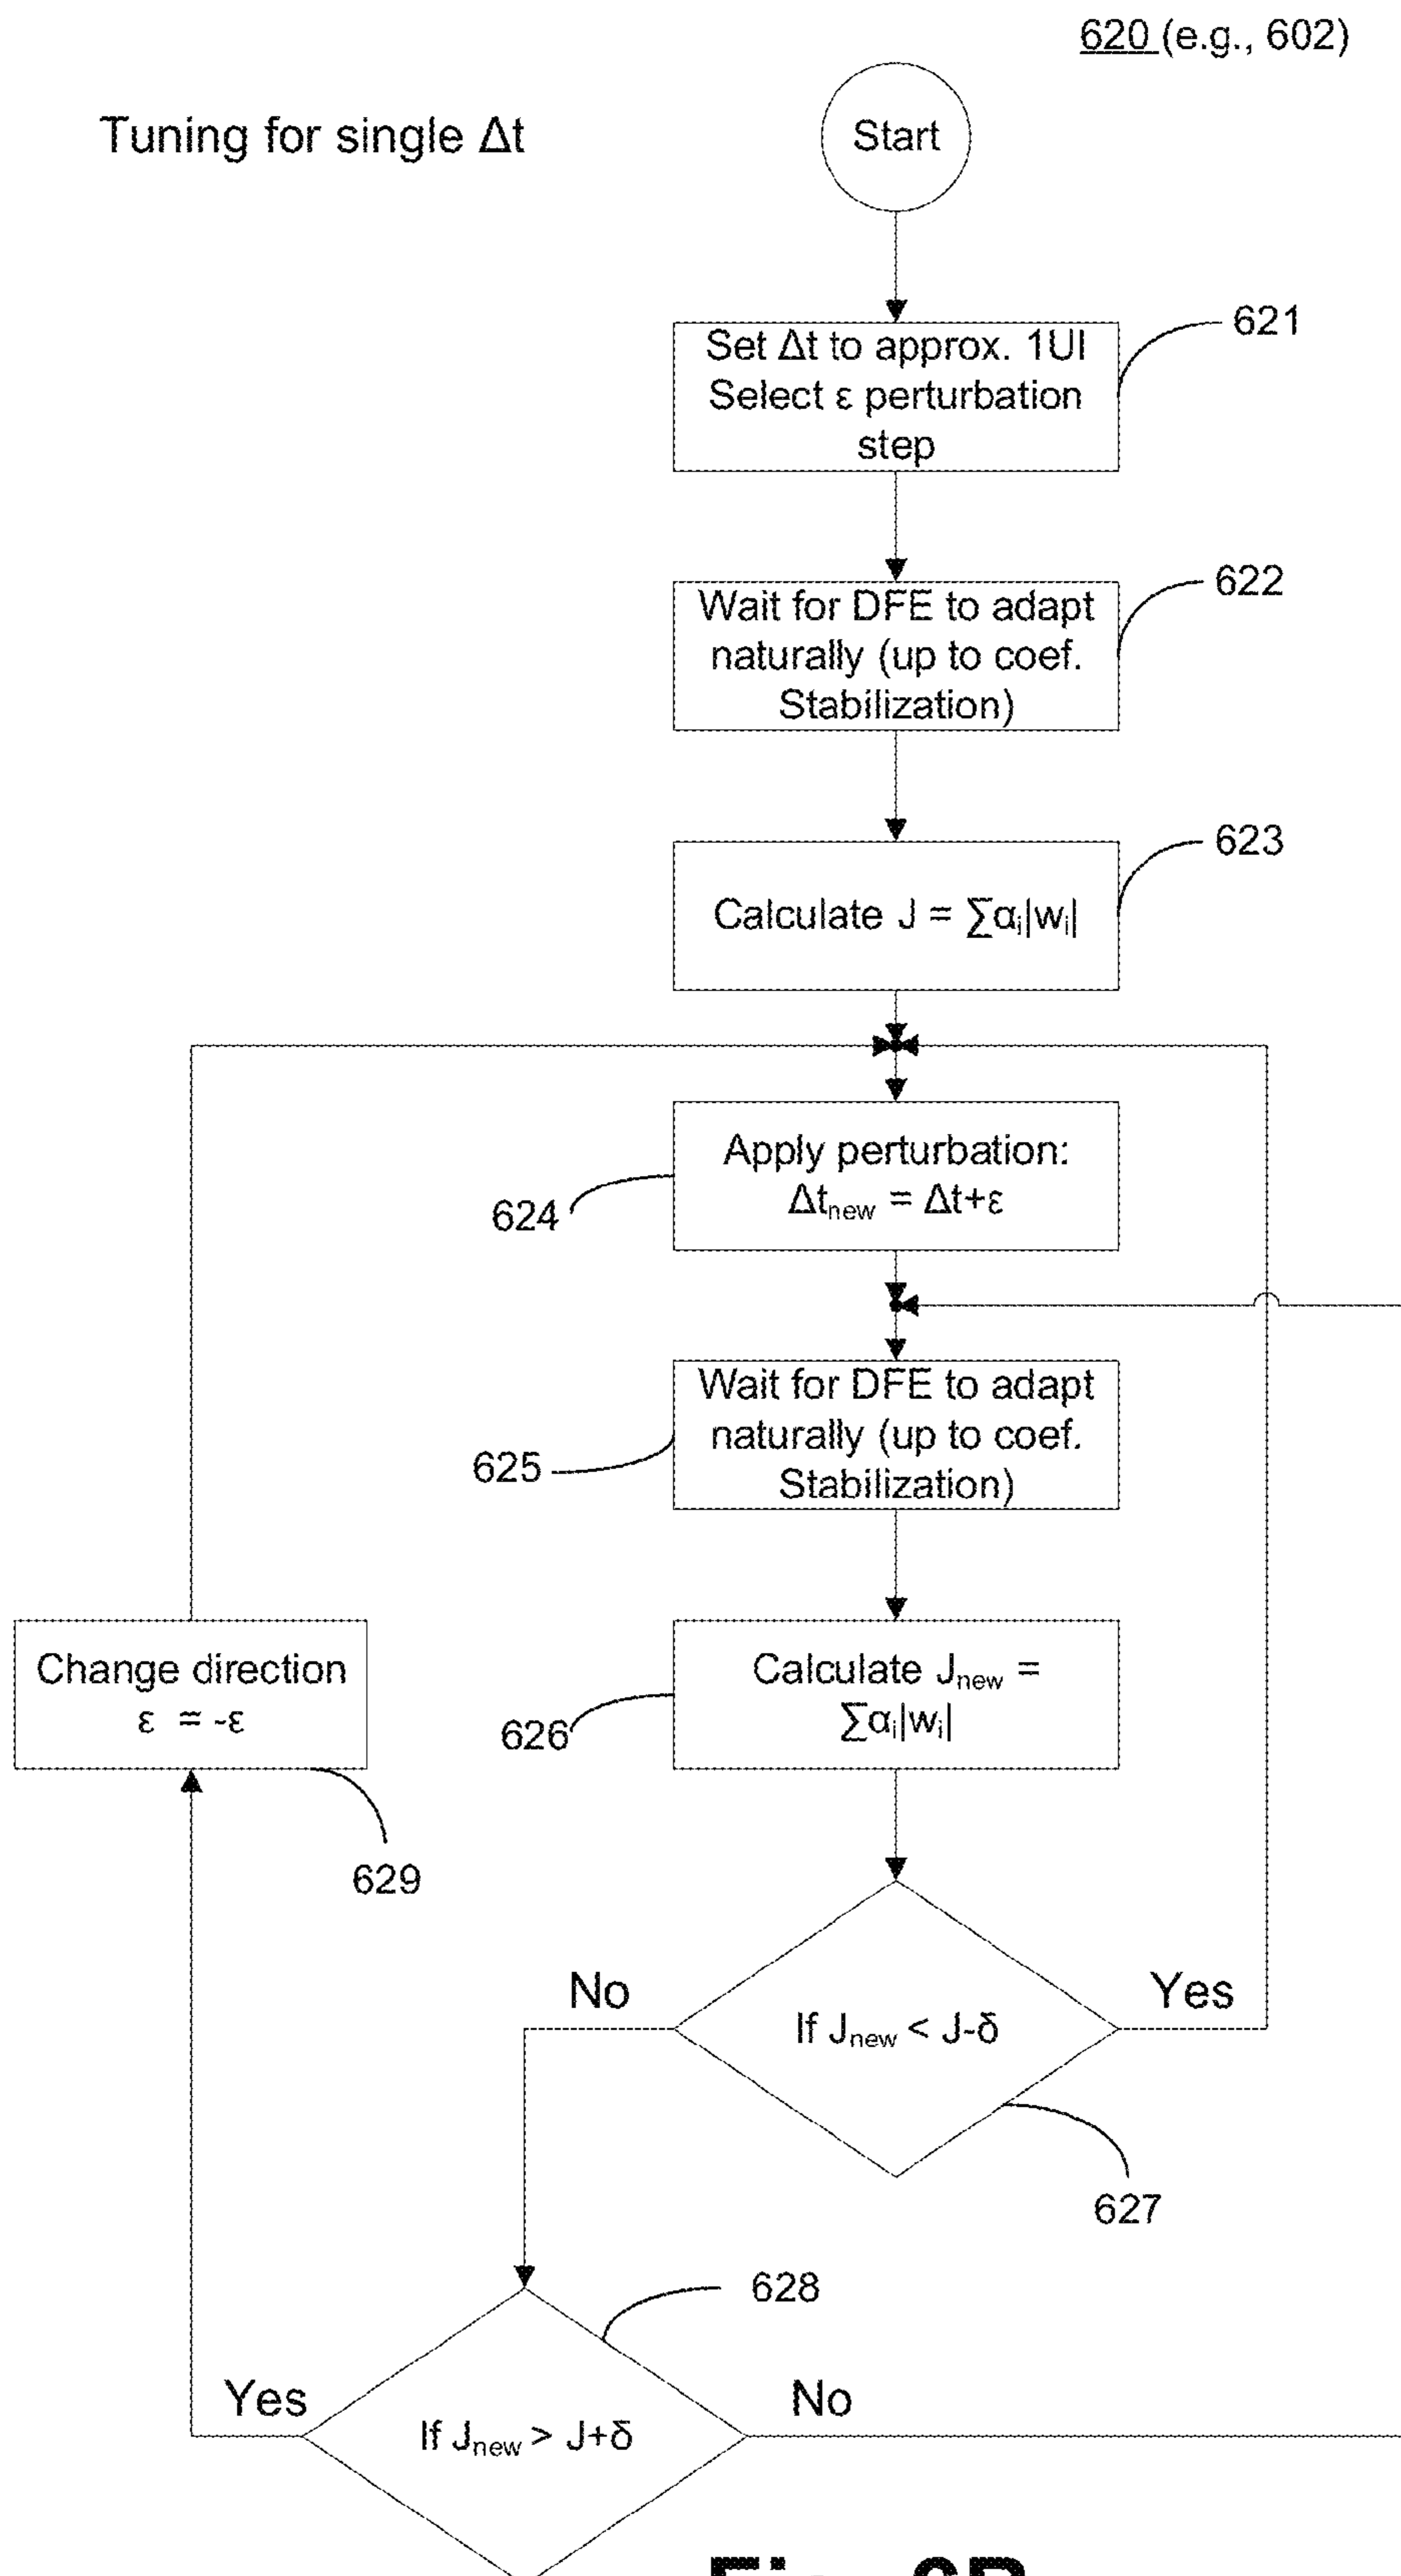 620 (e.g., 602)
Tuning for single Δt
Start
621
Set Δt to approx. 1UI
Select ε perturbation
step
622
Wait for DFE to adapt
naturally (up to coef.
Stabilization)
623
Calculate J = ∑αᵢ|wᵢ|
Apply perturbation:
Δtnew = Δt+ε
624
Wait for DFE to adapt
naturally (up to coef.
Stabilization)
625
Change direction
ε = -ε
Calculate Jnew =
∑αᵢ|wᵢ|
626
629
No
Yes
If Jnew < J-δ
627
628
Yes
No
If Jnew > J+δ